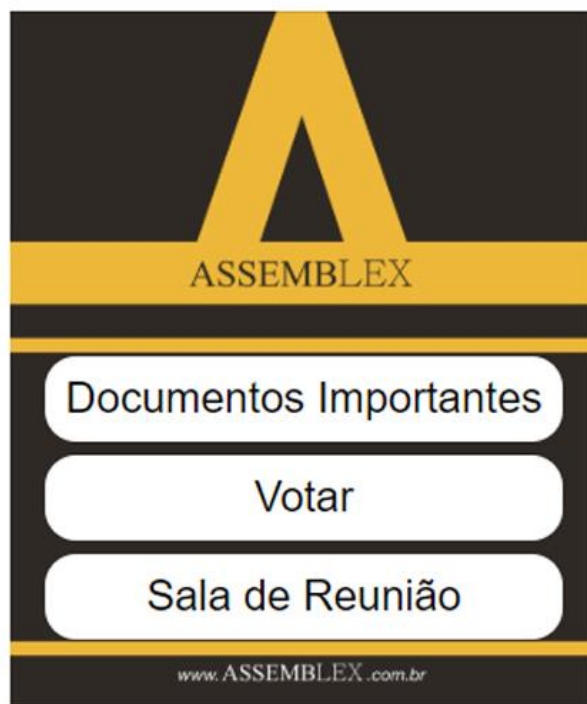 ASSEMBLEX
Documentos Importantes
Votar
Sala de Reunião
www.ASSEMBLEX.com.br